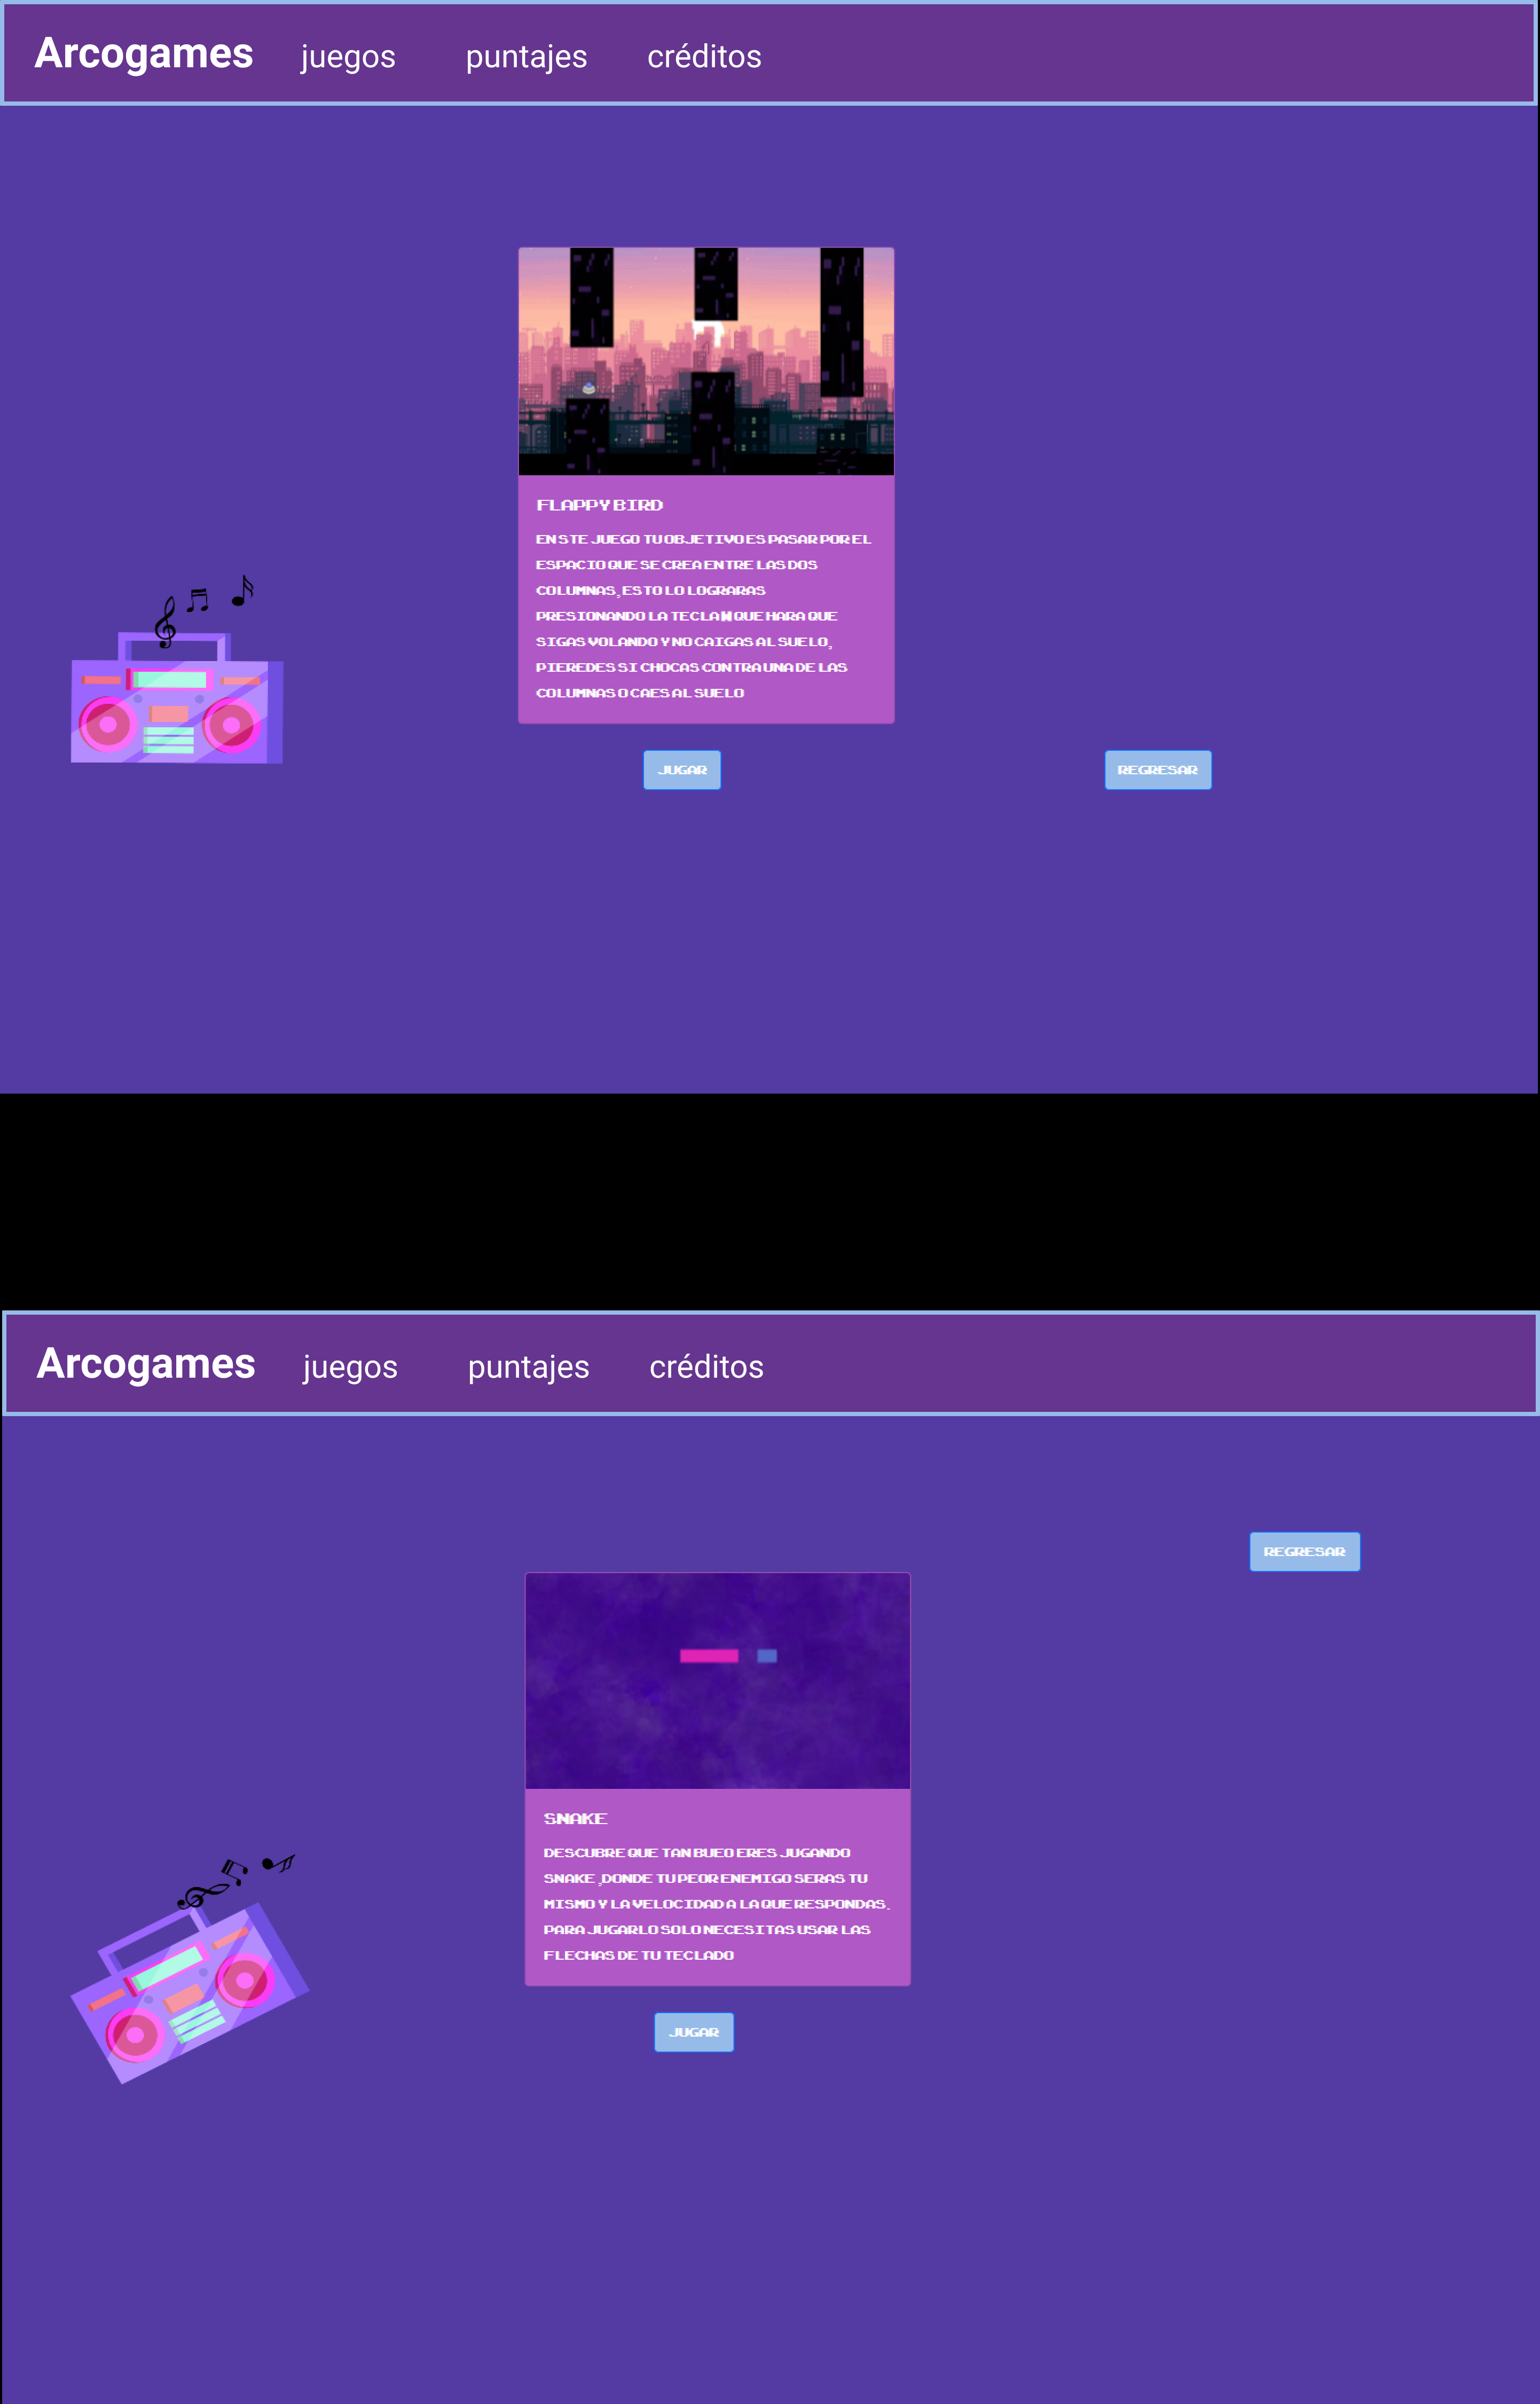 Arcogames juegos puntajes créditos
FLAPPY BIRD
EN STE JUEGO TU OBJETIVO ES PASAR POR EL
ESPACIO QUE SE CREA ENTRE LAS DOS
COLUMNAS, ESTO LO LOGRARAS
PRESIONANDO LA TECLA QUE HARA QUE
SIGAS VOLANDO Y NO CAIGAS AL SUELO,
PIEREDES SI CHOCAS CONTRA UNA DE LAS
COLUMNAS O CAES AL SUELO
JUGAR REGRESAR
Arcogames juegos puntajes créditos
REGRESAR
SNAKE
DESCUBRE QUE TAN BUEO ERES JUGANDO
SNAKE ,DONDE TU PEOR ENEMIGO SERAS TU
MISMO Y LA VELOCIDAD A LA QUE RESPONDAS.
PARA JUGARLO SOLO NECESITAS USAR LAS
FLECHAS DE TU TECLADO
JUGAR